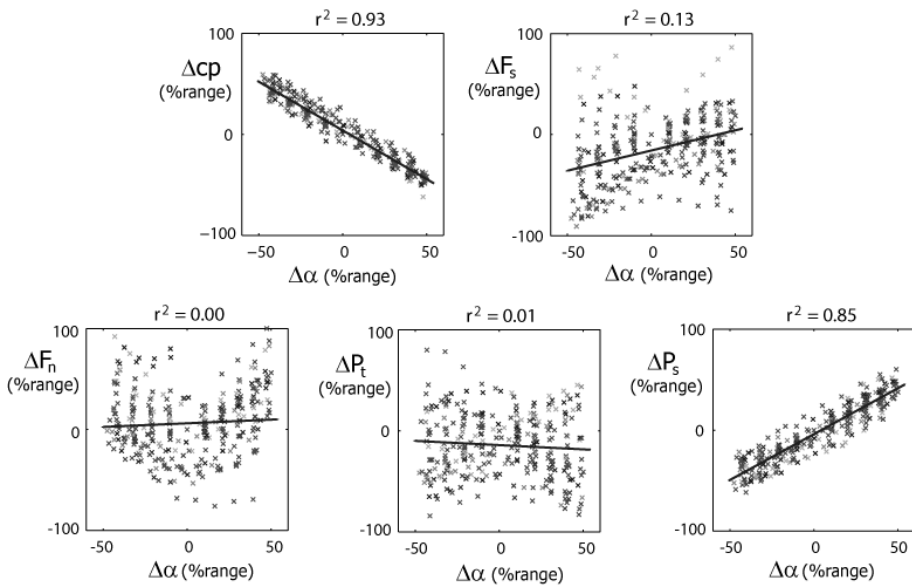 r² = 0.93
100
Δcp
(%range)
0
−100
−50 0 50
Δα (%range)
r² = 0.13
100
ΔFₛ
(%range)
0
-100
-50 0 50
Δα (%range)
r² = 0.00
100
ΔFₙ
(%range)
0
-100
-50 0 50
Δα (%range)
r² = 0.01
100
ΔPₜ
(%range)
0
-100
-50 0 50
Δα (%range)
r² = 0.85
100
ΔPₛ
(%range)
0
-100
-50 0 50
Δα (%range)